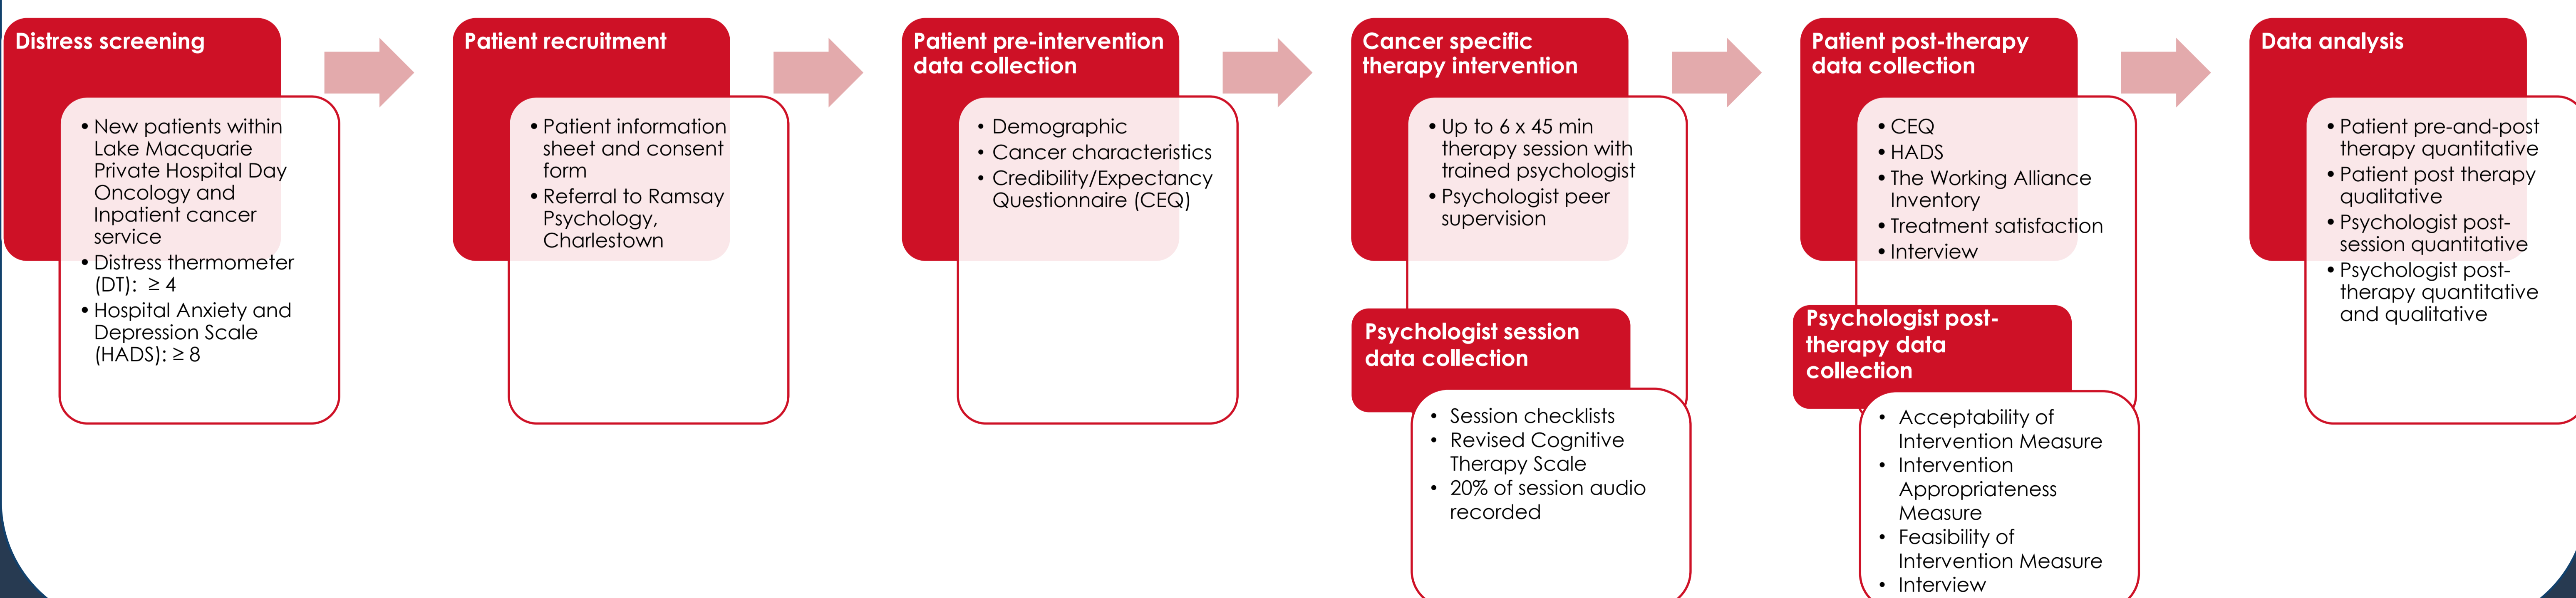 Distress screening
• New patients within
Lake Macquarie
Private Hospital Day
Oncology and
Inpatient cancer
service
• Distress thermometer
(DT):  ≥ 4
• Hospital Anxiety and
Depression Scale
(HADS): ≥ 8
Patient recruitment
• Patient information
sheet and consent
form
• Referral to Ramsay
Psychology,
Charlestown
Patient pre-intervention
data collection
• Demographic
• Cancer characteristics
• Credibility/Expectancy
Questionnaire (CEQ)
Cancer specific
therapy intervention
• Up to 6 x 45 min
therapy session with
trained psychologist
• Psychologist peer
supervision
Psychologist session
data collection
• Session checklists
• Revised Cognitive
Therapy Scale
• 20% of session audio
recorded
Patient post-therapy
data collection
• CEQ
• HADS
• The Working Alliance
Inventory
• Treatment satisfaction
• Interview
Psychologist post-
therapy data
collection
• Acceptability of
Intervention Measure
• Intervention
Appropriateness
Measure
• Feasibility of
Intervention Measure
• Interview
Data analysis
• Patient pre-and-post
therapy quantitative
• Patient post therapy
qualitative
• Psychologist post-
session quantitative
• Psychologist post-
therapy quantitative
and qualitative